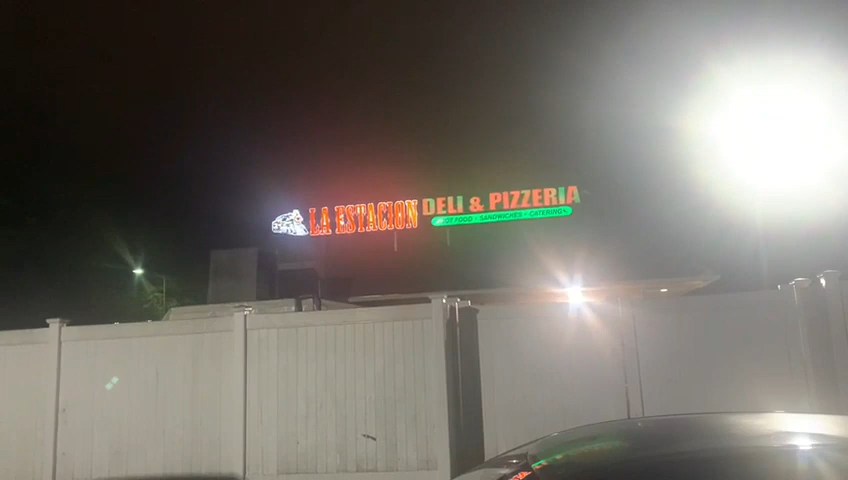 LA ESTACION DELI & PIZZERIA
HOT FOOD - SANDWICHES - CATERING